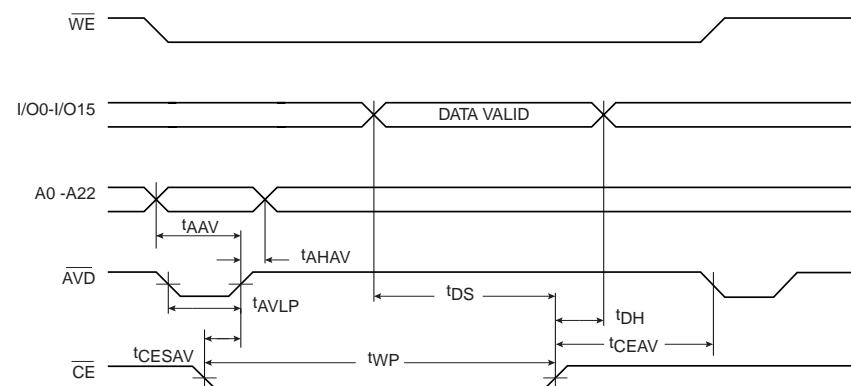 WE
I/O0-I/O15
DATA VALID
A0 -A22
tAAV
tAHAV
AVD
tAVLP
tDS
tDH
tCEAV
tCESAV
tWP
CE